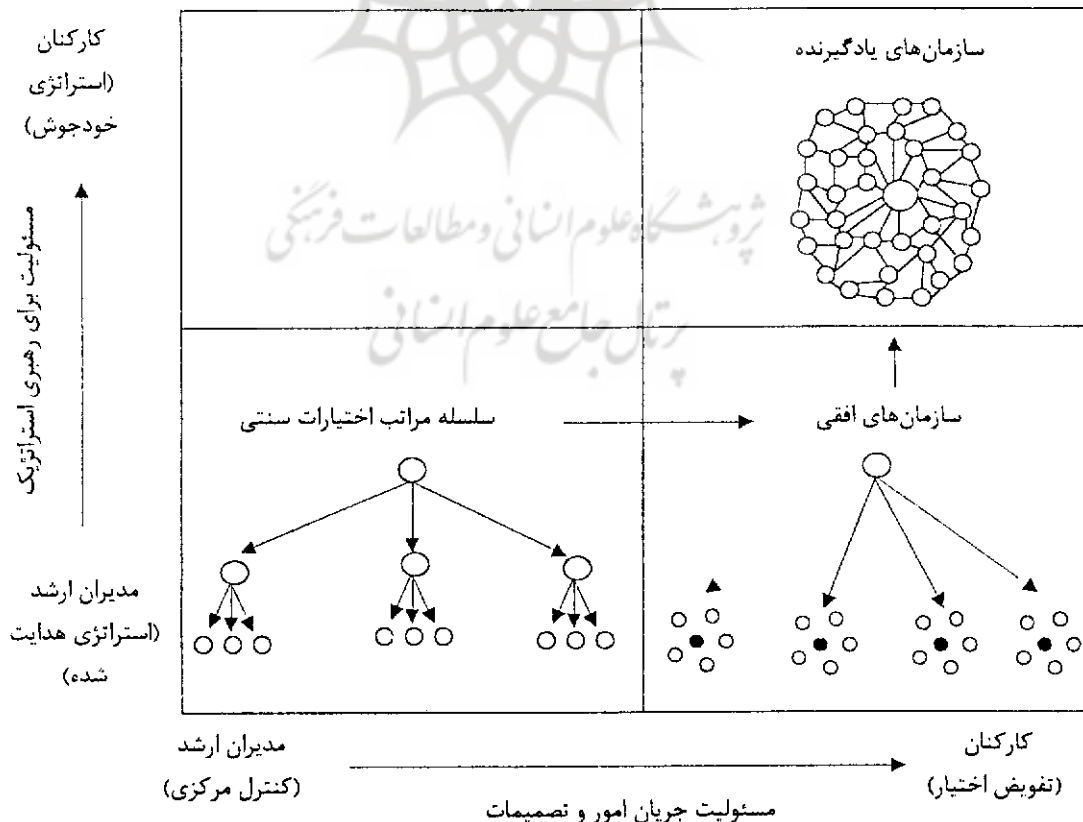 کارکنان
(استراتژی
خودجوش)
سازمان‌های یادگیرنده
مسئولیت برای رهبری استراتژیک
پژوهشگاه علوم انسانی و مطالعات فرهنگی
پرتال جامع علوم انسانی
سلسله مراتب اختیارات سنتی
سازمان‌های افقی
مدیران ارشد
(استراتژی هدایت
شده)
مدیران ارشد
(کنترل مرکزی)
کارکنان
(تفویض اختیار)
مسئولیت جریان امور و تصمیمات